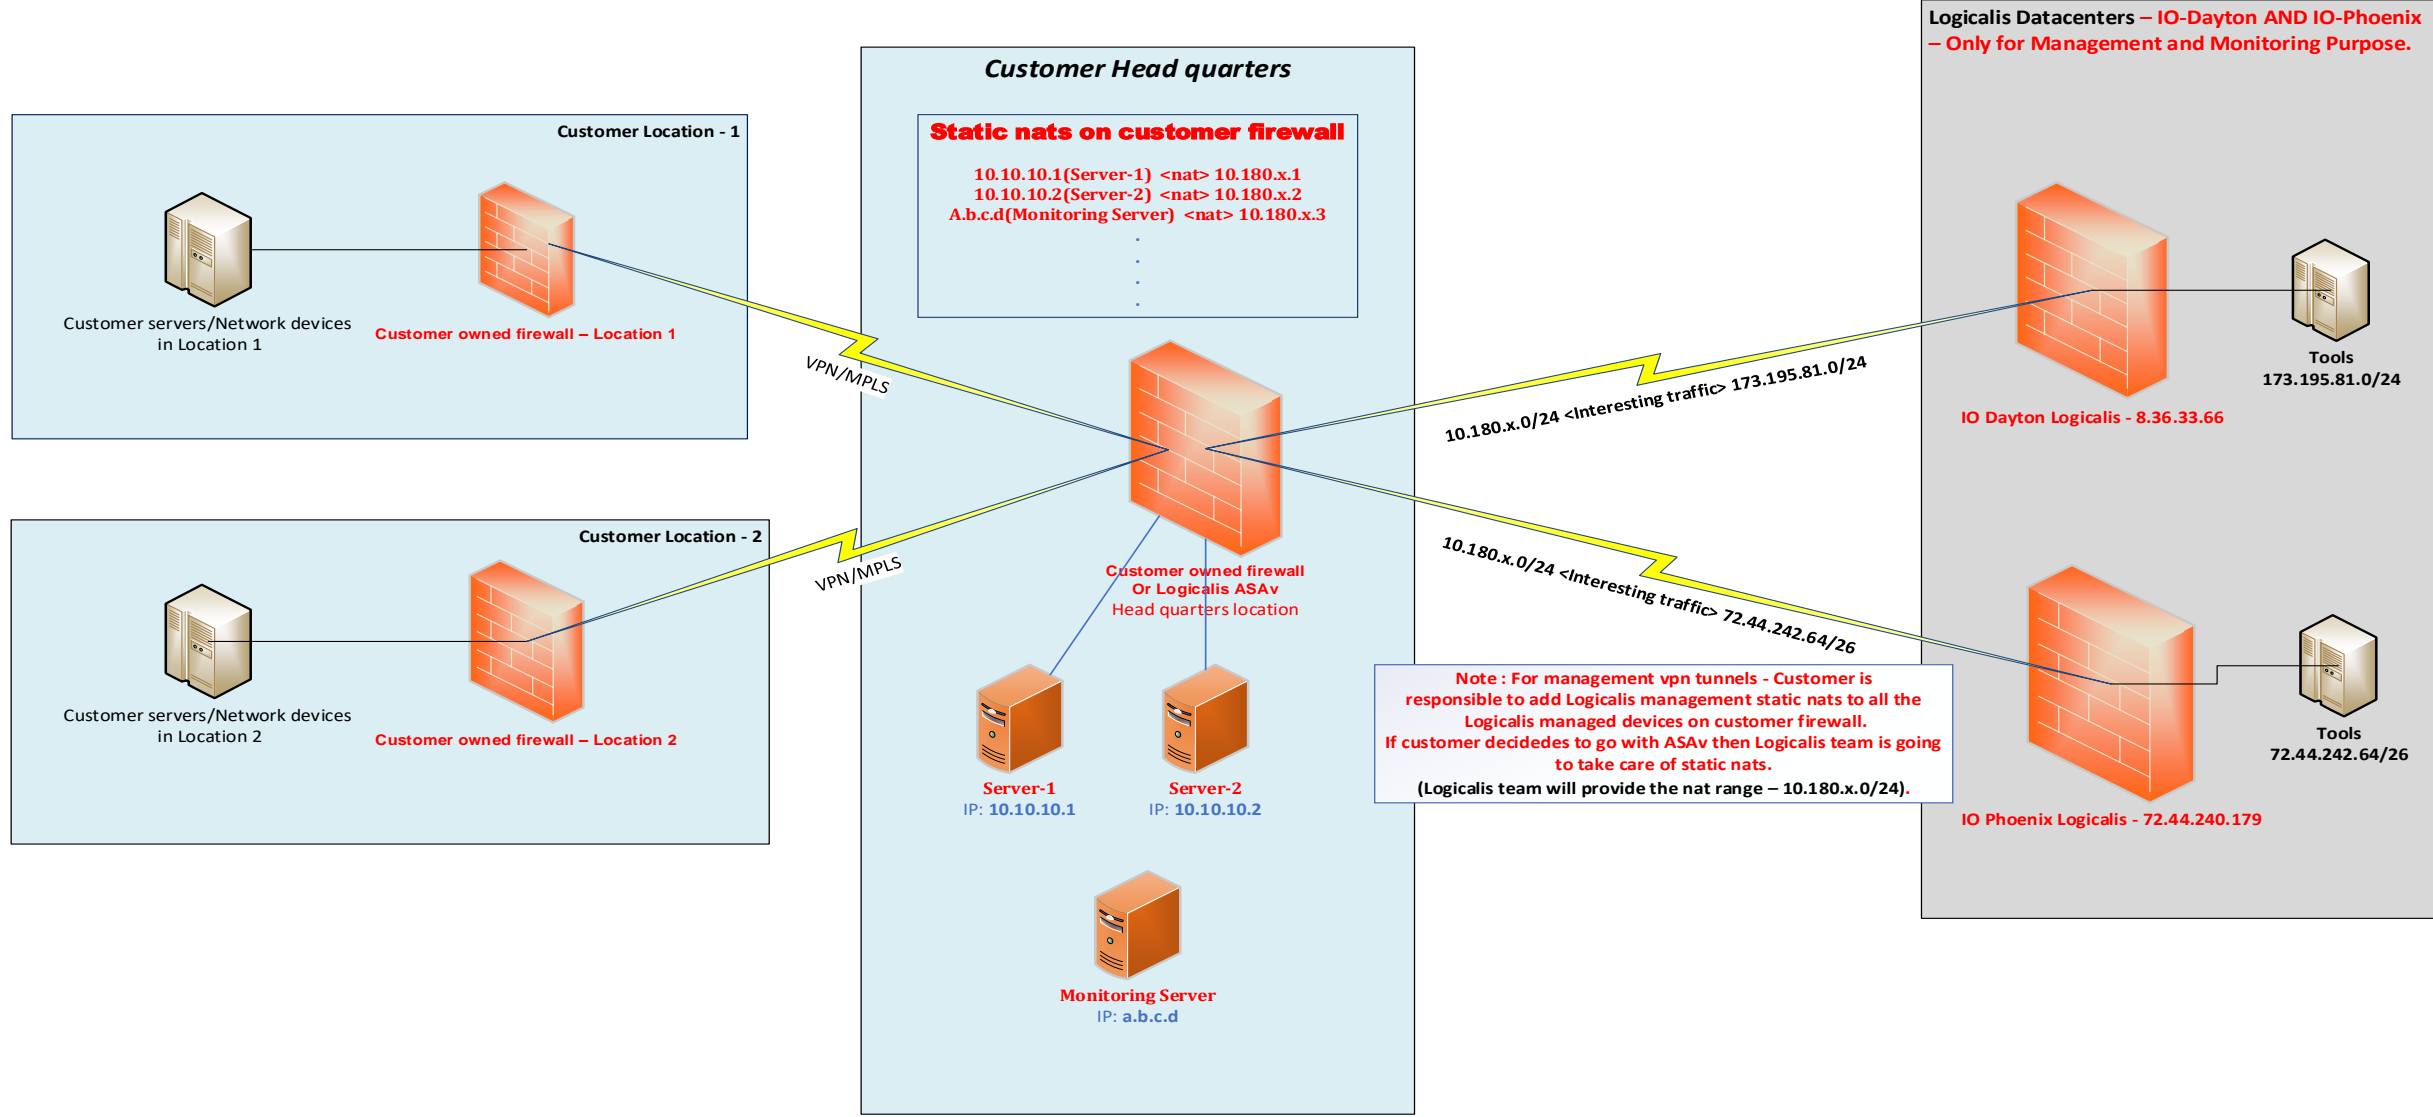 Logicalis Datacenters – IO-Dayton AND IO-Phoenix
– Only for Management and Monitoring Purpose.
Customer Head quarters
Static nats on customer firewall
10.10.10.1(Server-1) <nat> 10.180.x.1
10.10.10.2(Server-2) <nat> 10.180.x.2
A.b.c.d(Monitoring Server) <nat> 10.180.x.3
.
.
.
.
Customer Location - 1
Customer servers/Network devices
in Location 1
Customer owned firewall – Location 1
VPN/MPLS
Customer Location - 2
Customer servers/Network devices
in Location 2
Customer owned firewall – Location 2
VPN/MPLS
Customer owned firewall
Or Logicalis ASAv
Head quarters location
Server-1
IP: 10.10.10.1
Server-2
IP: 10.10.10.2
Monitoring Server
IP: a.b.c.d
10.180.x.0/24 <Interesting traffic> 173.195.81.0/24
10.180.x.0/24 <Interesting traffic> 72.44.242.64/26
Note : For management vpn tunnels - Customer is
responsible to add Logicalis management static nats to all the
Logicalis managed devices on customer firewall.
If customer decidedes to go with ASAv then Logicalis team is going
to take care of static nats.
(Logicalis team will provide the nat range – 10.180.x.0/24).
Tools
173.195.81.0/24
IO Dayton Logicalis - 8.36.33.66
Tools
72.44.242.64/26
IO Phoenix Logicalis - 72.44.240.179